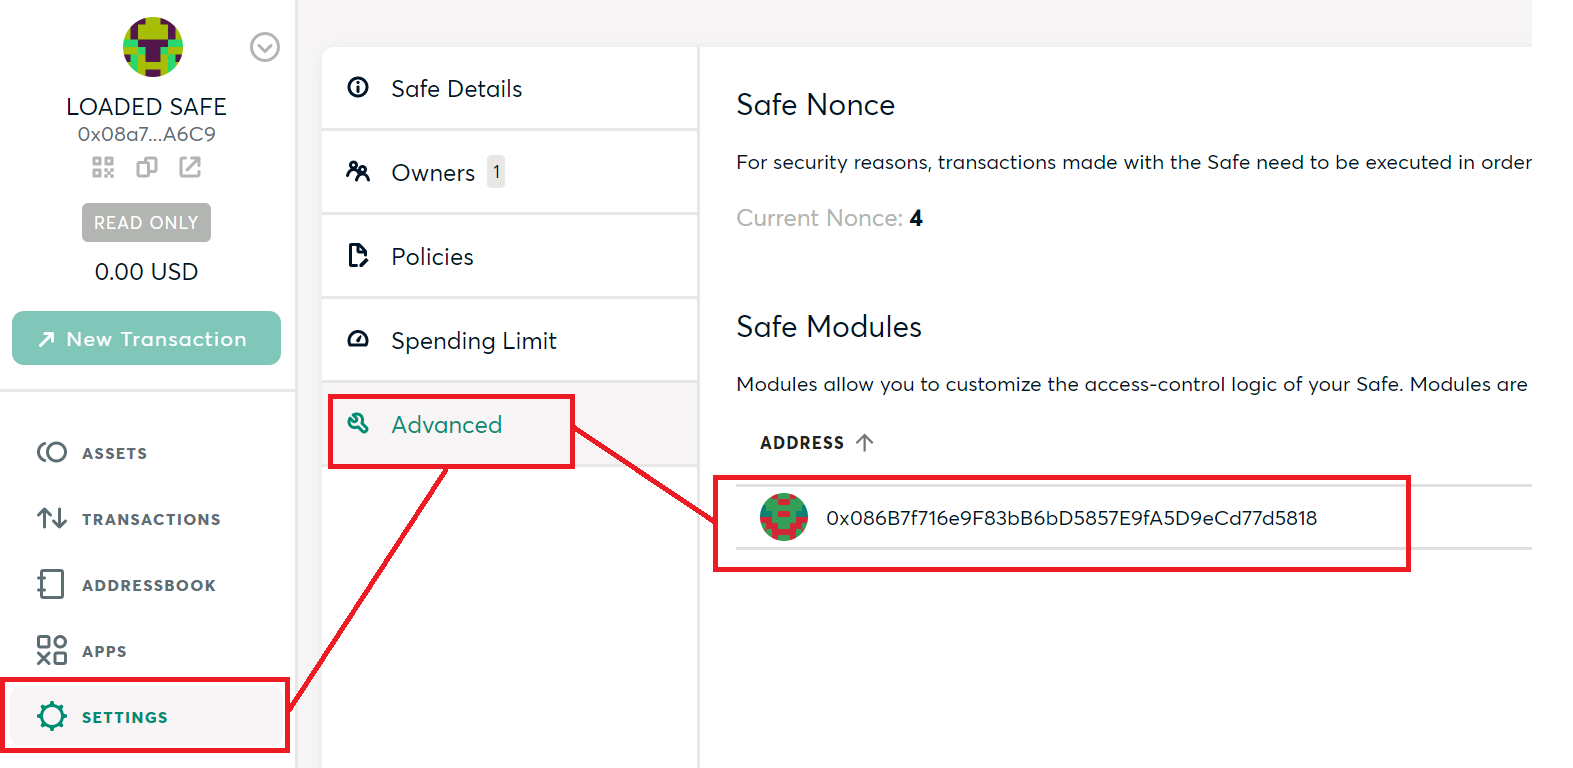 LOADED SAFE
0x08a7...A6C9
READ ONLY
0.00 USD
New Transaction
ASSETS
TRANSACTIONS
ADDRESSBOOK
APPS
SETTINGS
Safe Details
Owners 1
Policies
Spending Limit
Advanced
Safe Nonce
For security reasons, transactions made with the Safe need to be executed in order
Current Nonce: 4
Safe Modules
Modules allow you to customize the access-control logic of your Safe. Modules are
ADDRESS
0x086B7f716e9F83bB6bD5857E9fA5D9eCd77d5818